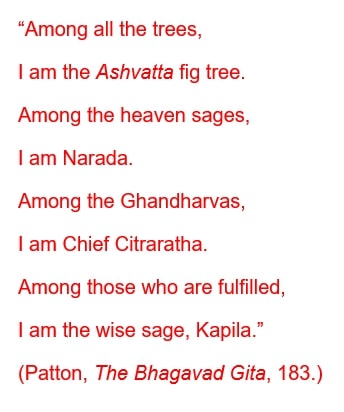 “Among all the trees,
I am the Ashvatta fig tree.
Among the heaven sages,
I am Narada.
Among the Ghandharvas,
I am Chief Citraratha.
Among those who are fulfilled,
I am the wise sage, Kapila.”
(Patton, The Bhagavad Gita, 183.)